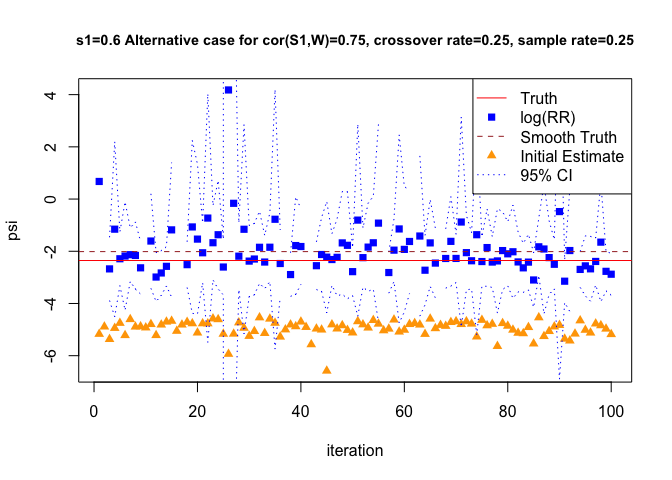 s1=0.6 Alternative case for cor(S1,W)=0.75, crossover rate=0.25, sample rate=0.25
Truth
log(RR)
Smooth Truth
Initial Estimate
95% CI
psi
4
2
0
-2
-4
-6
0 20 40 60 80 100
iteration